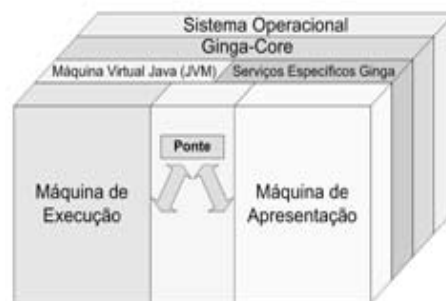 Sistema Operacional
Ginga-Core
Máquina Virtual Java (JVM)
Serviços Específicos Ginga
Ponte
Máquina de
Execução
Máquina de
Apresentação